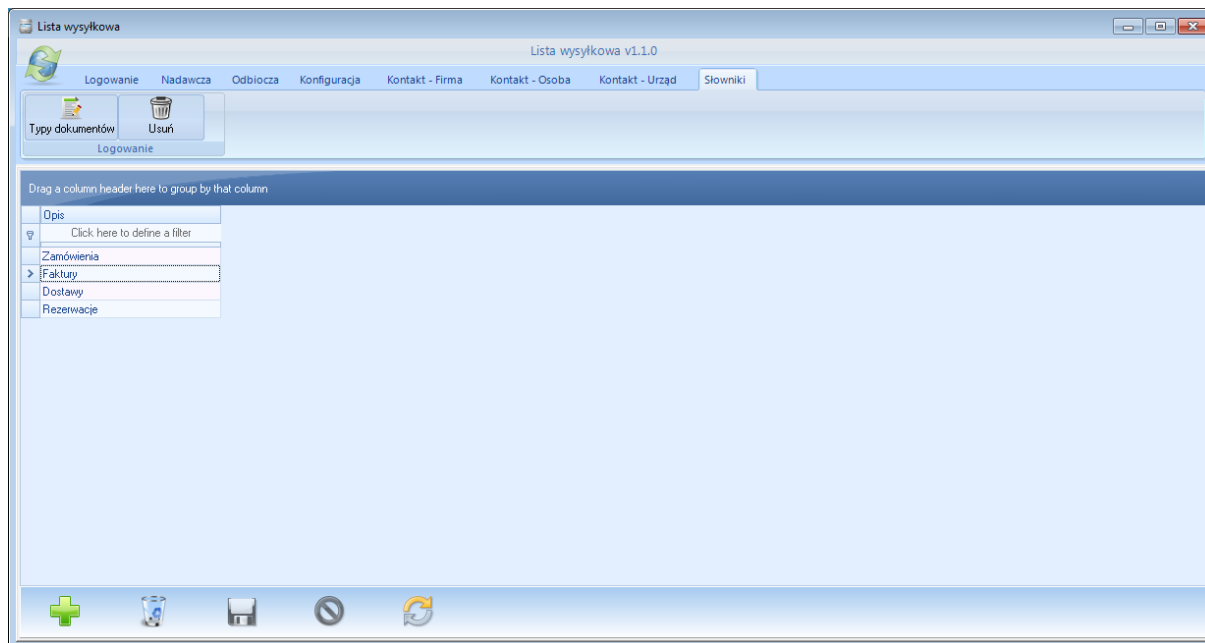 Lista wysyłkowa
Lista wysyłkowa v1.1.0
Logowanie Nadawcza Odbiocza Konfiguracja Kontakt - Firma Kontakt - Osoba Kontakt - Urząd Słowniki
Typy dokumentów Usuń
Logowanie
Drag a column header here to group by that column
Opis
Click here to define a filter
Zamówienia
Faktury
Dostawy
Rezerwacje